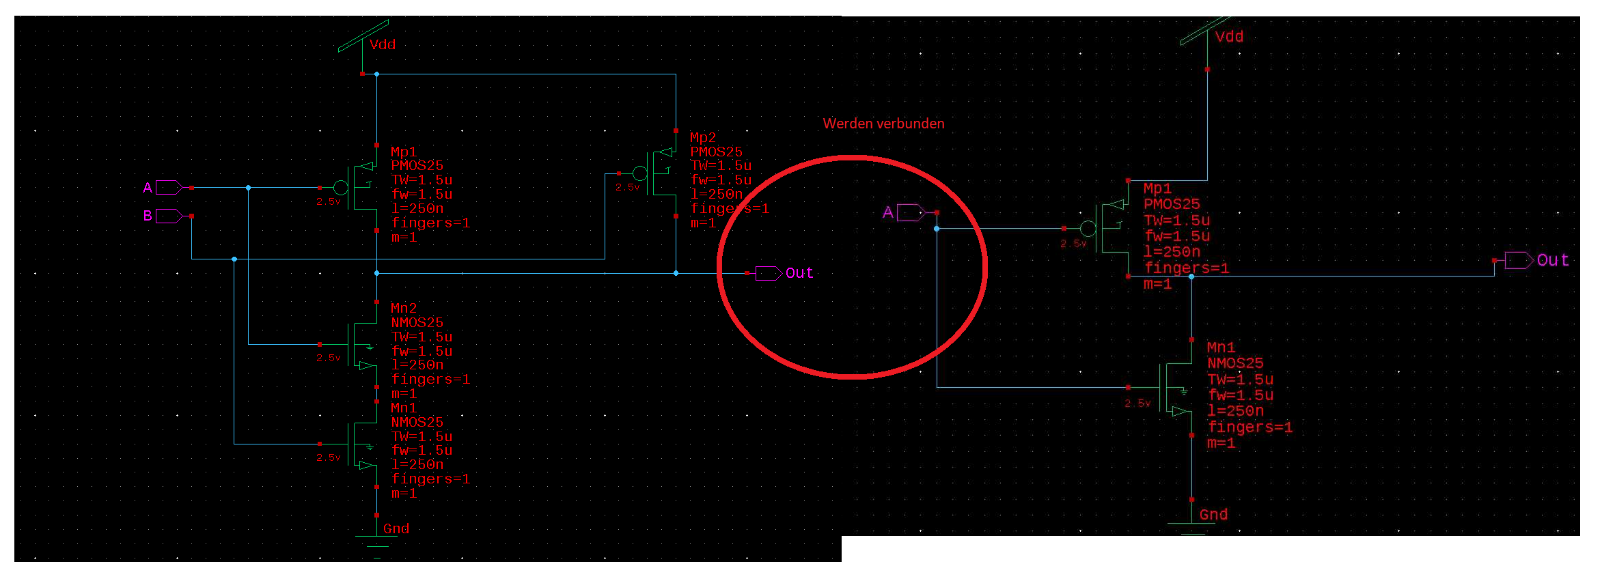 Vdd
Mp1
PMOS25
TW=1.5u
fw=1.5u
l=250n
fingers=1
m=1
2.5v
A
B
Mp2
PMOS25
TW=1.5u
fw=1.5u
l=250n
fingers=1
m=1
2.5v
Out
Mn2
NMOS25
TW=1.5u
fw=1.5u
l=250n
fingers=1
m=1
2.5v
Mn1
NMOS25
TW=1.5u
fw=1.5u
l=250n
fingers=1
m=1
2.5v
Gnd
Werden verbunden
Vdd
A
Mp1
PMOS25
TW=1.5u
fw=1.5u
l=250n
fingers=1
m=1
2.5v
Out
Mn1
NMOS25
TW=1.5u
fw=1.5u
l=250n
fingers=1
m=1
2.5v
Gnd